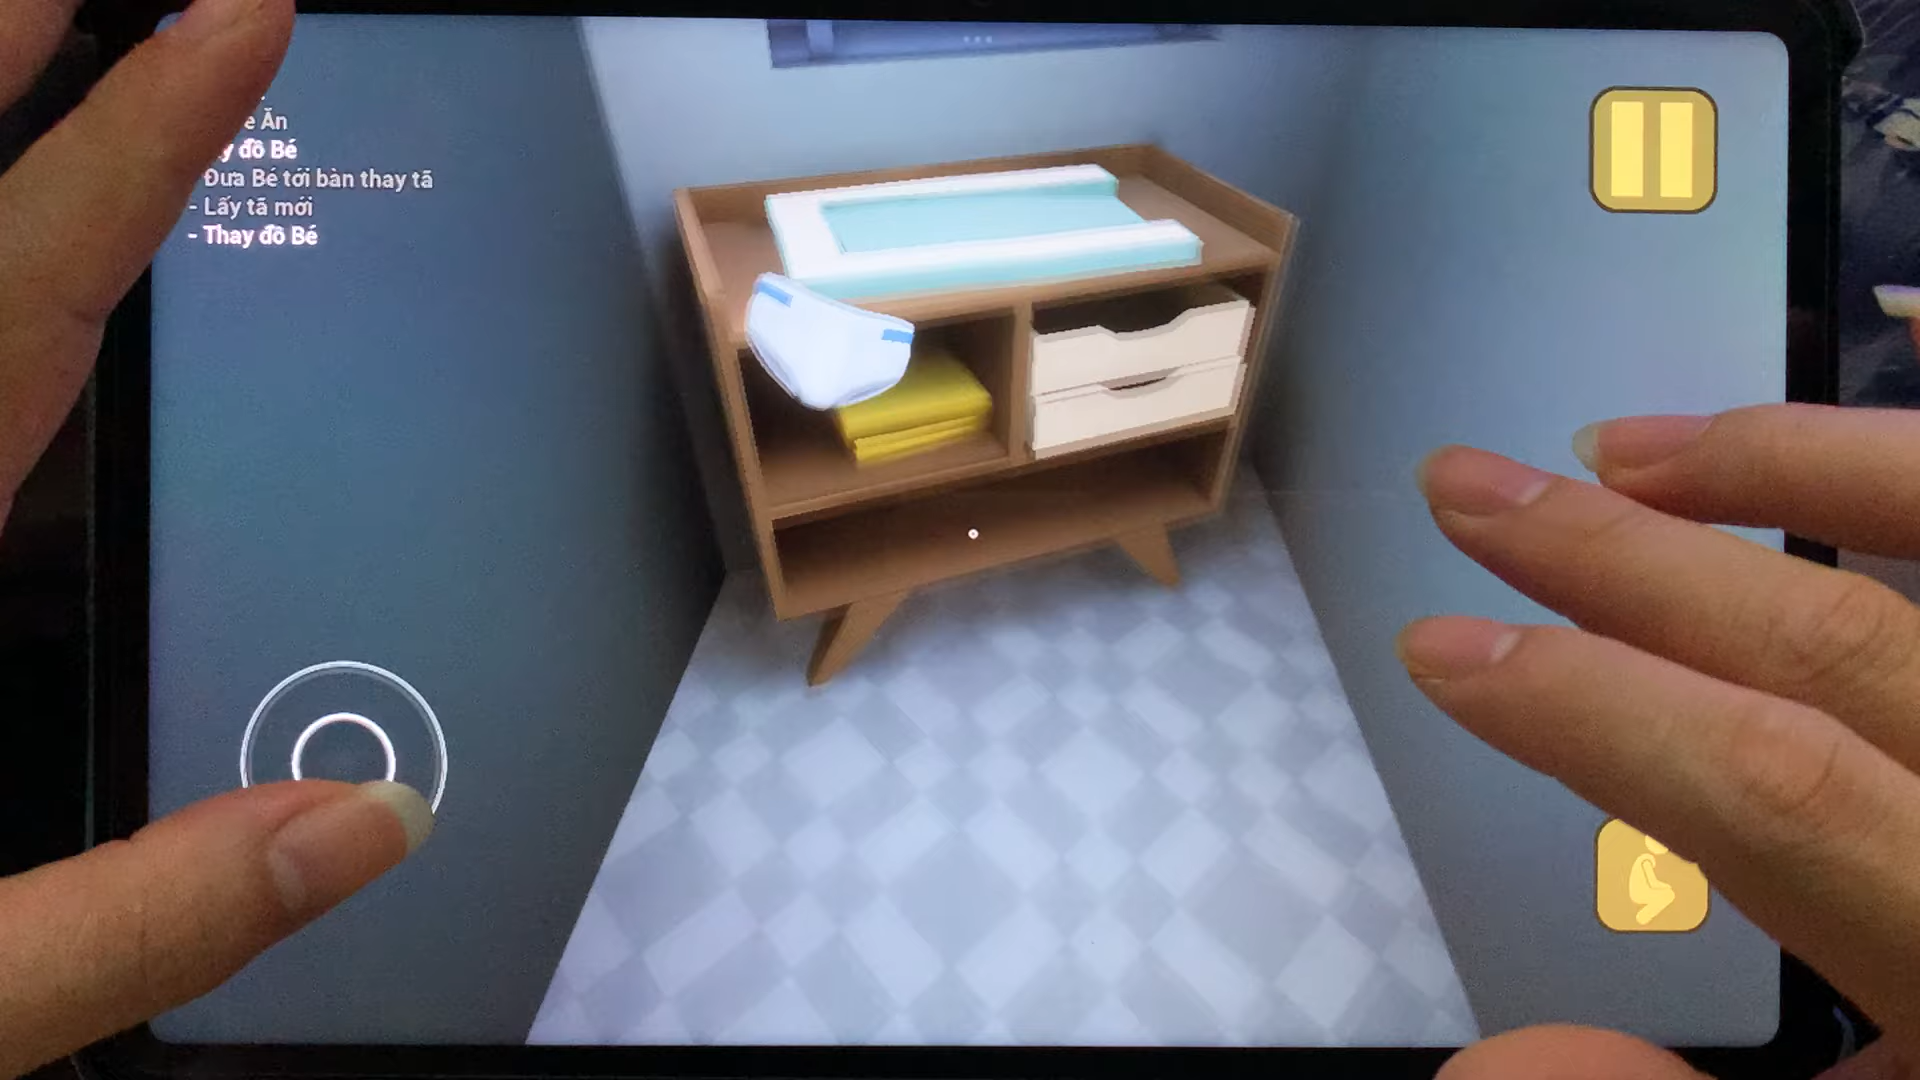 Ăn
đồ Bé
Đưa Bé tới bàn thay tã
- Lấy tã mới
- Thay đồ Bé